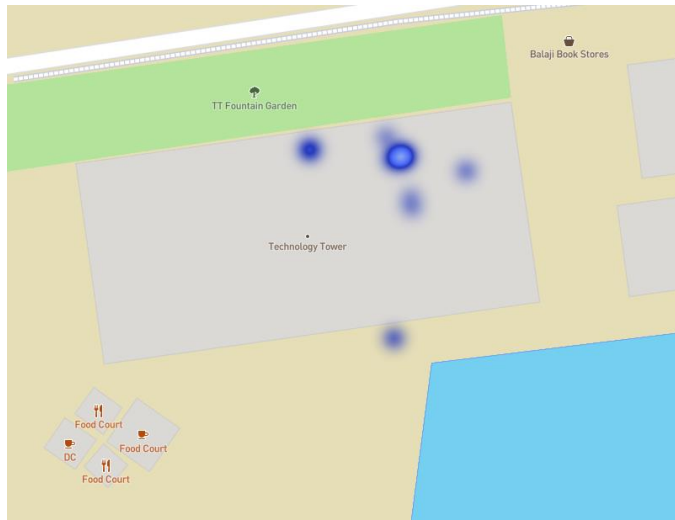 Balaji Book Stores
TT Fountain Garden
Technology Tower
Food Court
Food Court
DC
Food Court